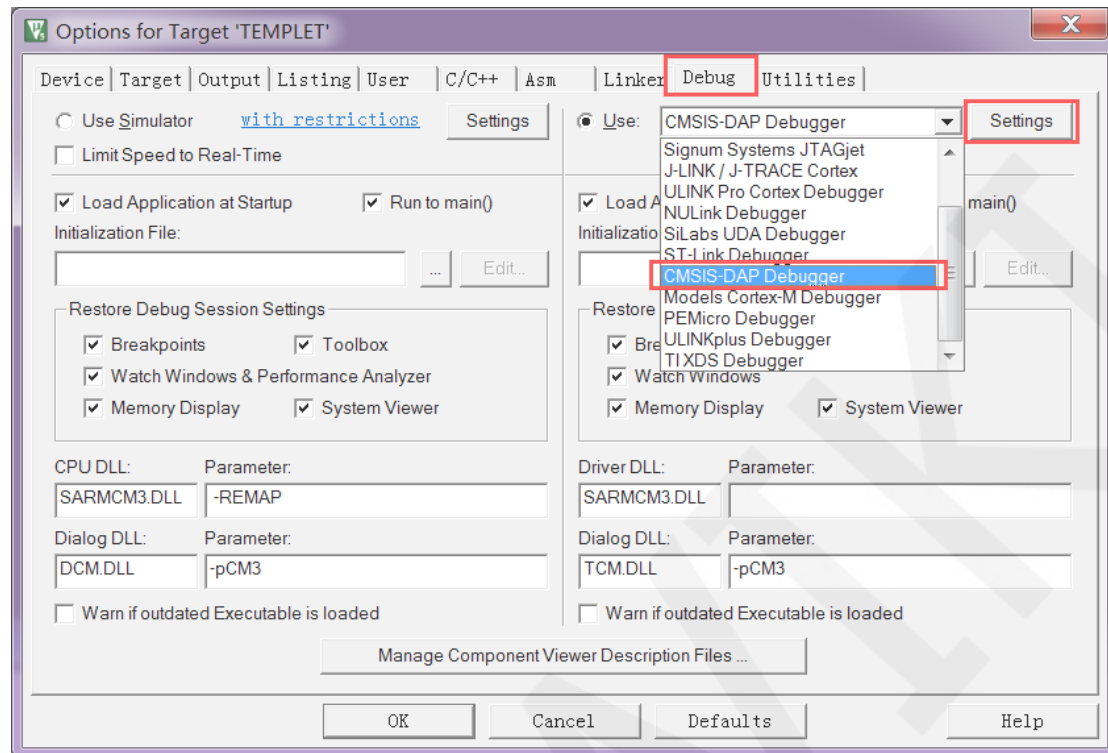 Options for Target 'TEMPLET'
Device Target Output Listing User C/C++ Asm Linker Debug Utilities
Use Simulator with restrictions Settings
Limit Speed to Real-Time
Load Application at Startup Run to main()
Initialization File:
... Edit...
Restore Debug Session Settings
Breakpoints Toolbox
Watch Windows & Performance Analyzer
Memory Display System Viewer
CPU DLL: Parameter:
SARMCM3.DLL -REMAP
Dialog DLL: Parameter:
DCM.DLL -pCM3
Warn if outdated Executable is loaded
Use: CMSIS-DAP Debugger Settings
Signum Systems JTAGjet
J-LINK / J-TRACE Cortex
ULINK Pro Cortex Debugger
NULink Debugger
SiLabs UDA Debugger
ST-Link Debugger
CMSIS-DAP Debugger
Models Cortex-M Debugger
PEMicro Debugger
ULINKplus Debugger
TI XDS Debugger
Load A main()
Initializatio
Edit...
Restore
Bre
Watch Windows
Memory Display System Viewer
Driver DLL: Parameter:
SARMCM3.DLL
Dialog DLL: Parameter:
TCM.DLL -pCM3
Warn if outdated Executable is loaded
Manage Component Viewer Description Files ...
OK Cancel Defaults Help